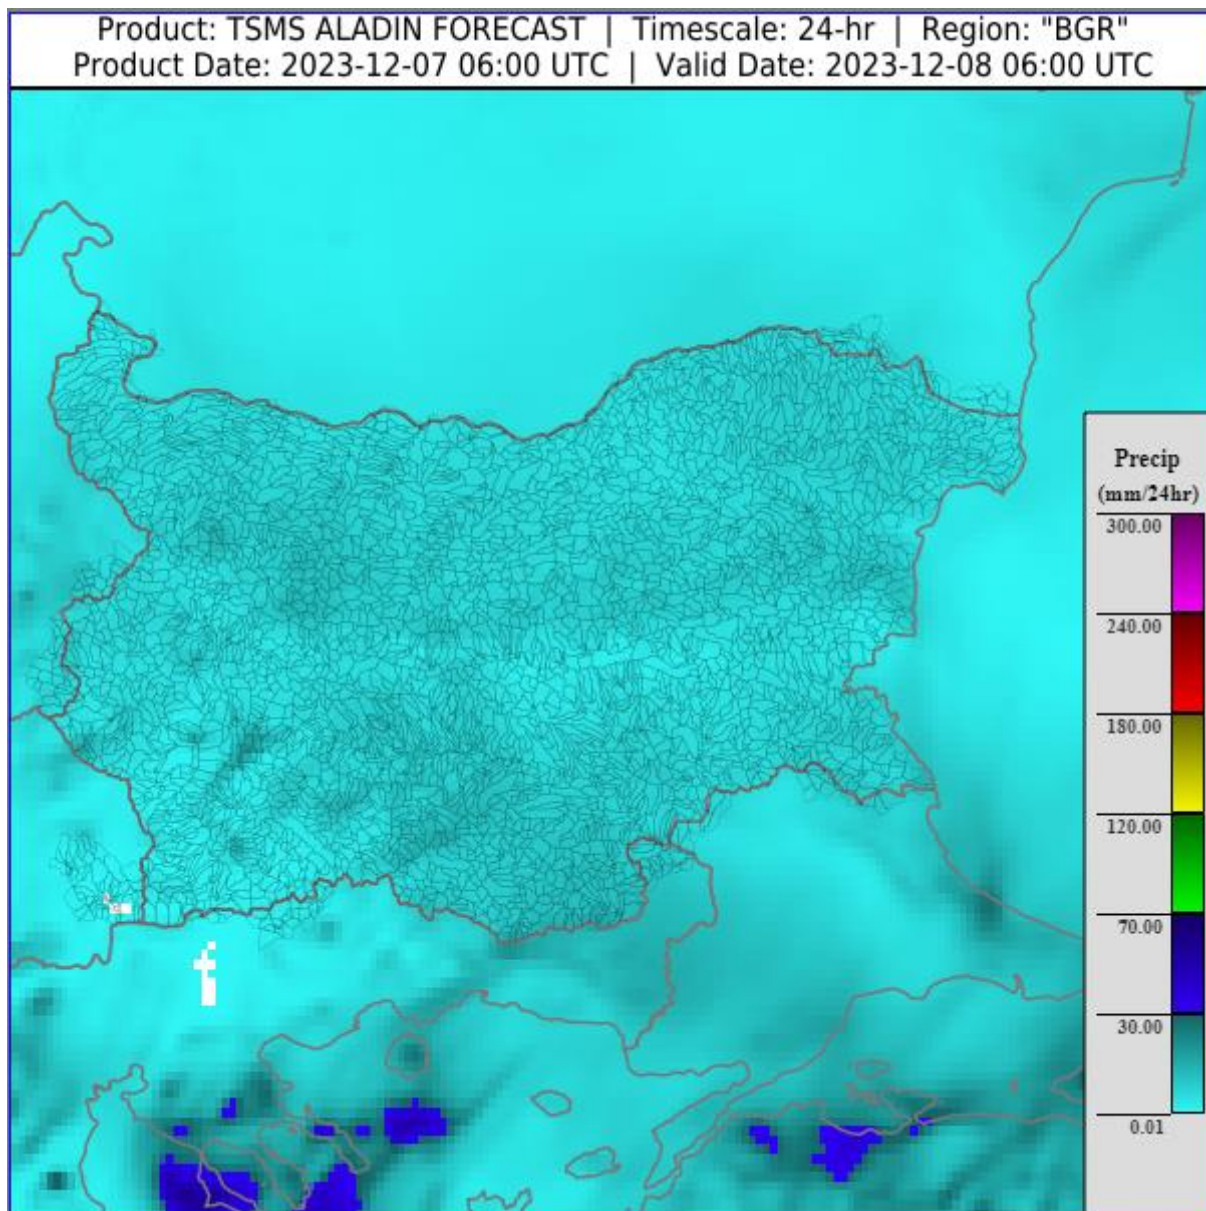 Product: TSMS ALADIN FORECAST | Timescale: 24-hr | Region: "BGR"
Product Date: 2023-12-07 06:00 UTC | Valid Date: 2023-12-08 06:00 UTC
Precip
(mm/24hr)
300.00
240.00
180.00
120.00
70.00
30.00
0.01